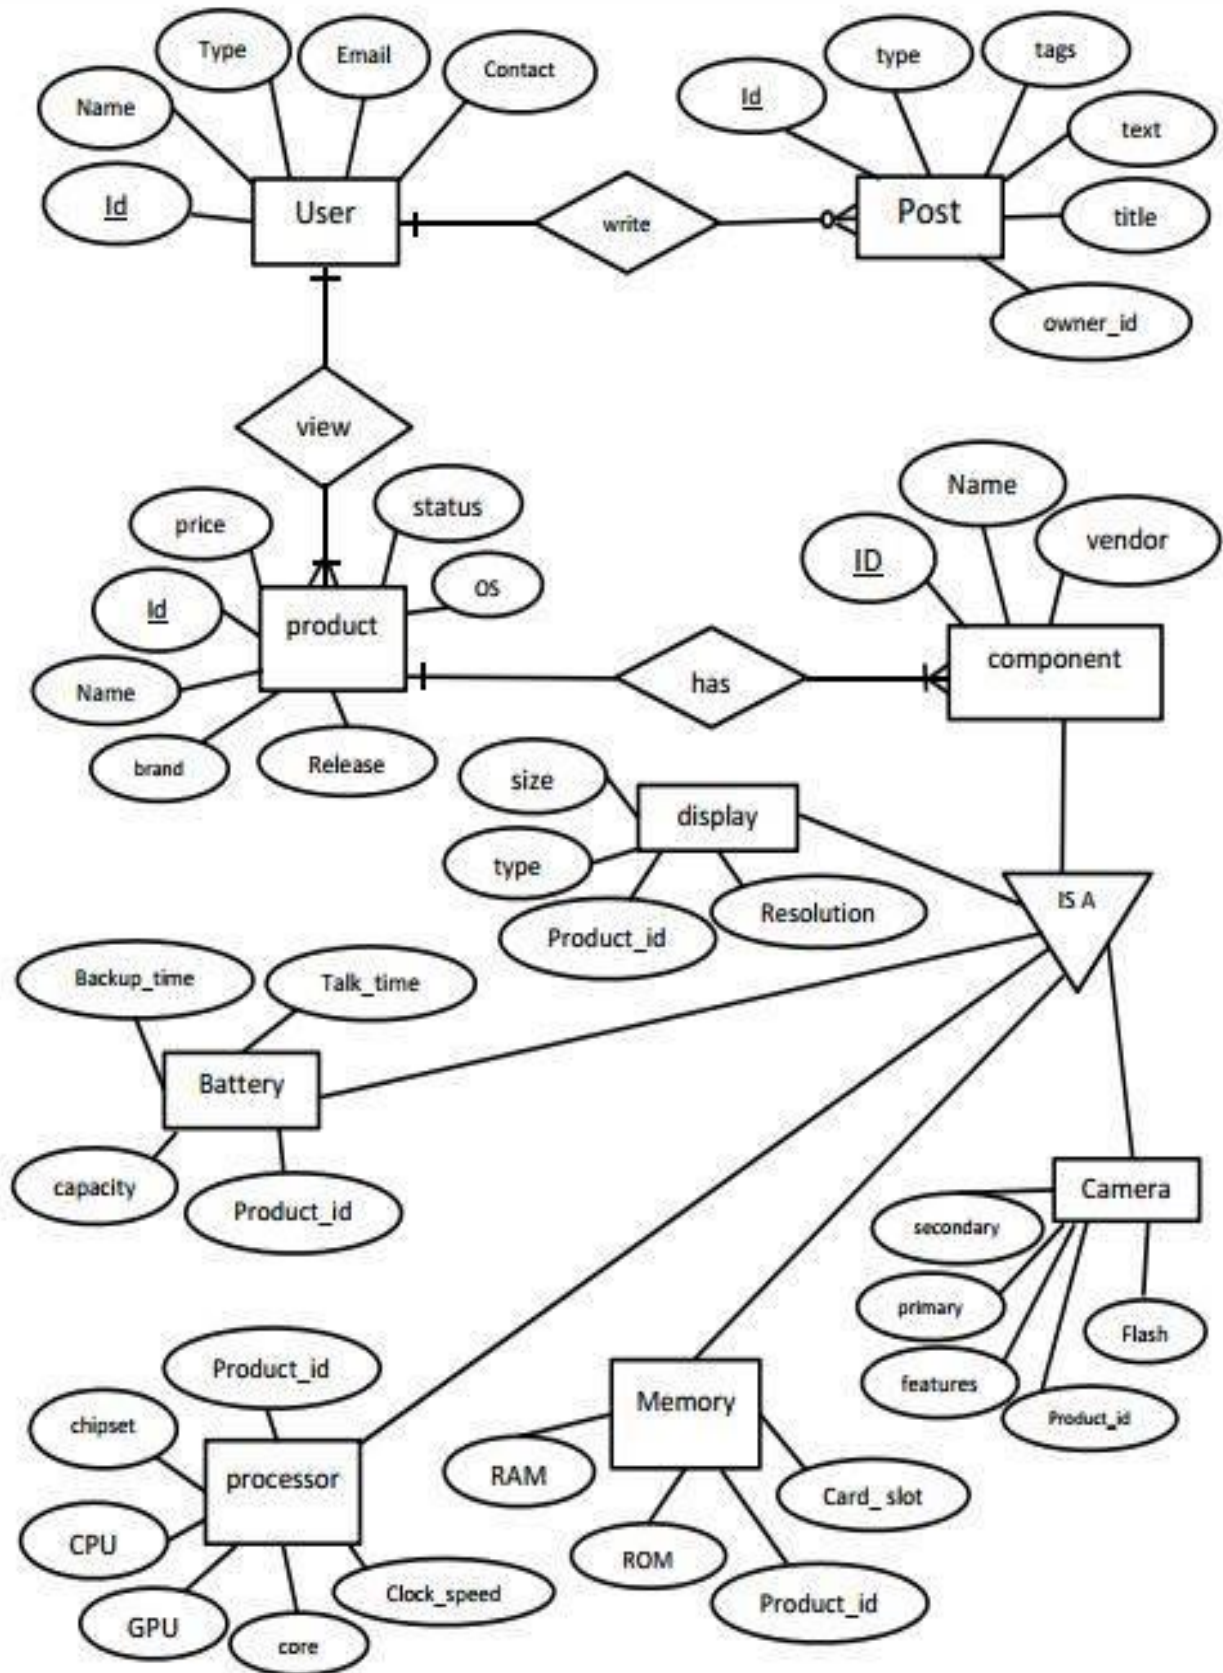 Type
Email
Contact
Name
Id
User
write
Id
type
tags
text
title
Post
owner_id
view
price
status
Id
OS
product
Name
brand
Release
has
Name
ID
vendor
component
size
display
type
Product_id
Resolution
IS A
Backup_time
Talk_time
Battery
capacity
Product_id
Camera
secondary
primary
Flash
features
Product_id
Product_id
chipset
processor
CPU
GPU
core
Clock_speed
Memory
RAM
Card_ slot
ROM
Product_id